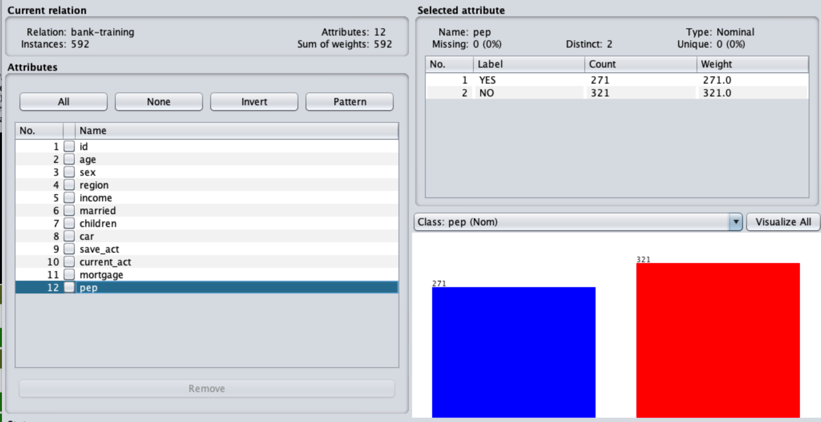 Current relation
Relation: bank-training
Attributes: 12
Instances: 592
Sum of weights: 592
Attributes
All
None
Invert
Pattern
No. Name
1 id
2 age
3 sex
4 region
5 income
6 married
7 children
8 car
9 save_act
10 current_act
11 mortgage
12 pep
Remove
Selected attribute
Name: pep
Type: Nominal
Missing: 0 (0%)
Distinct: 2
Unique: 0 (0%)
No. Label Count Weight
1 YES 271 271.0
2 NO 321 321.0
Class: pep (Nom)
Visualize All
271
321